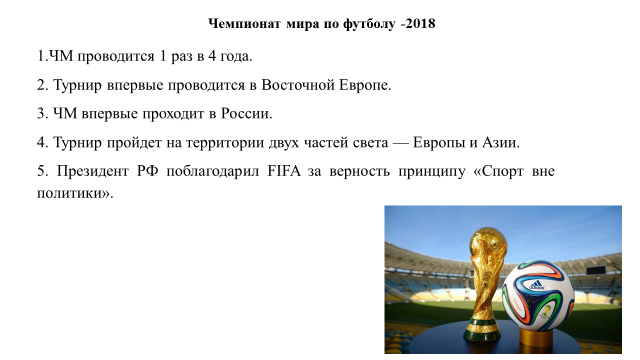 Чемпионат мира по футболу -2018
1.ЧМ проводится 1 раз в 4 года.
2. Турнир впервые проводится в Восточной Европе.
3. ЧМ впервые проходит в России.
4. Турнир пройдет на территории двух частей света — Европы и Азии.
5. Президент РФ поблагодарил FIFA за верность принципу «Спорт вне
политики».
adidas